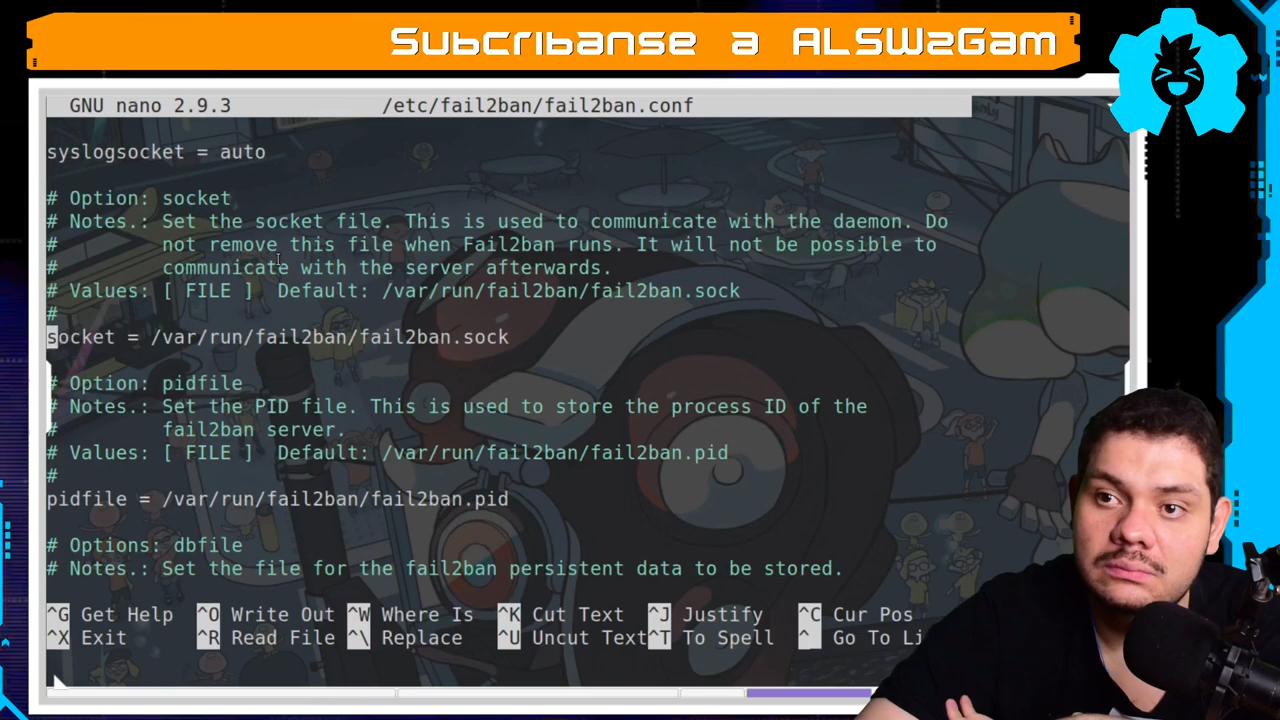 Subcribanse a ALSW2Gam
GNU nano 2.9.3 /etc/fail2ban/fail2ban.conf
syslogsocket = auto
# Option: socket
# Notes.: Set the socket file. This is used to communicate with the daemon. Do
# not remove this file when Fail2ban runs. It will not be possible to
# communicate with the server afterwards.
# Values: [ FILE ] Default: /var/run/fail2ban/fail2ban.sock
#
socket = /var/run/fail2ban/fail2ban.sock
# Option: pidfile
# Notes.: Set the PID file. This is used to store the process ID of the
# fail2ban server.
# Values: [ FILE ] Default: /var/run/fail2ban/fail2ban.pid
#
pidfile = /var/run/fail2ban/fail2ban.pid
# Options: dbfile
# Notes.: Set the file for the fail2ban persistent data to be stored.
^G Get Help ^O Write Out ^W Where Is ^K Cut Text ^J Justify ^C Cur Pos
^X Exit ^R Read File ^\ Replace ^U Uncut Text ^T To Spell ^_ Go To Li